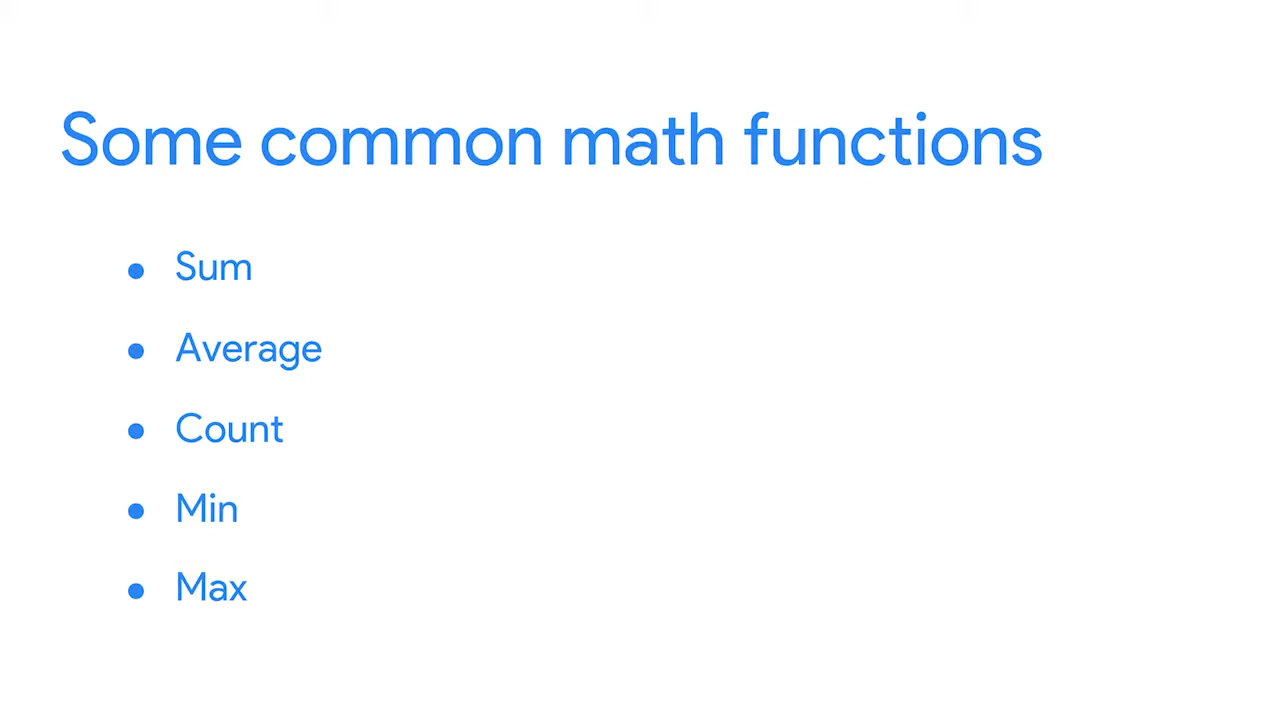 Some common math functions
● Sum
● Average
● Count
● Min
● Max